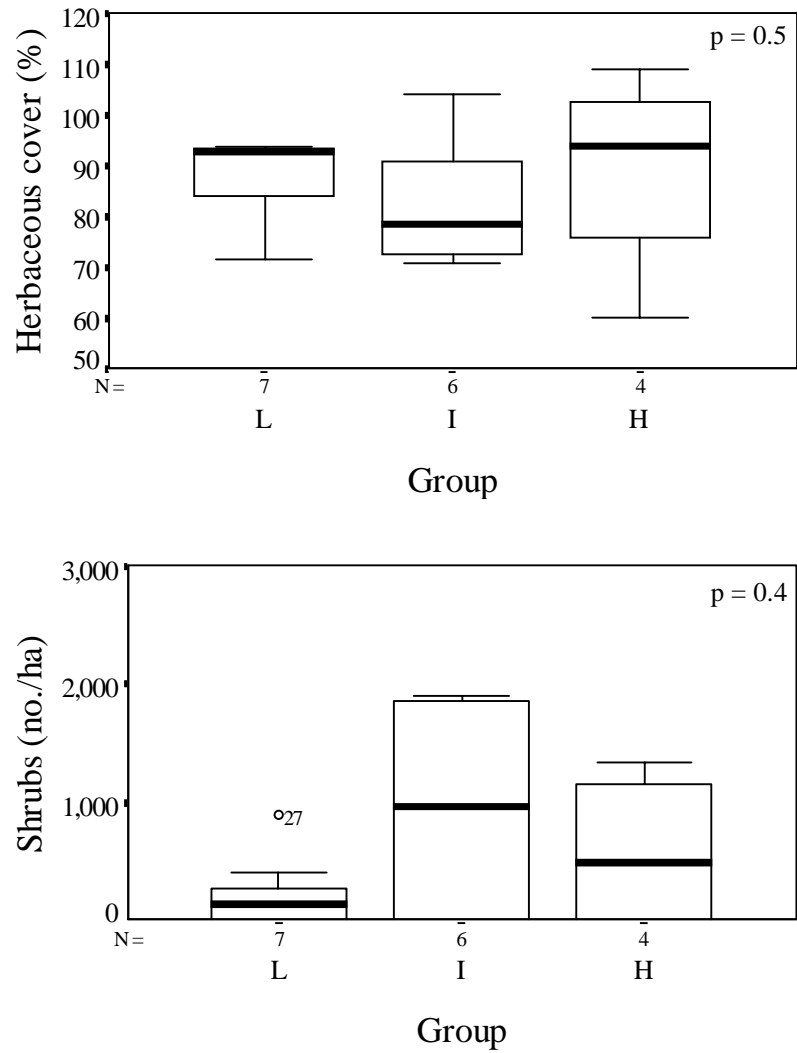 Herbaceous cover (%)
120
110
100
90
80
70
60
50
p = 0.5
N = 7 6 4
L I H
Group
Shrubs (no./ha)
3,000
2,000
1,000
0
p = 0.4
27
N = 7 6 4
L I H
Group